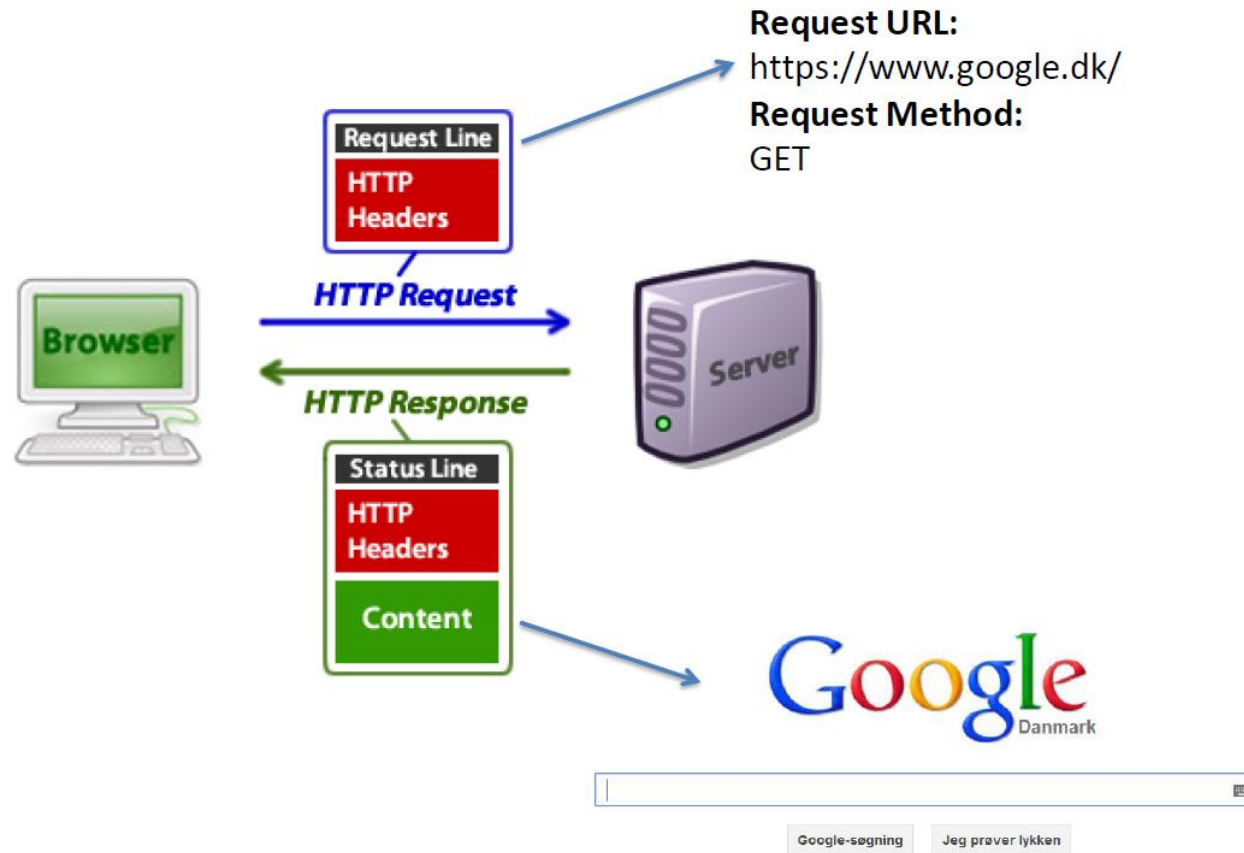 Request URL:
https://www.google.dk/
Request Method:
GET
Request Line
HTTP
Headers
HTTP Request
Browser
Server
HTTP Response
Status Line
HTTP
Headers
Content
Google
Danmark
Google-søgning
Jeg prøver lykken